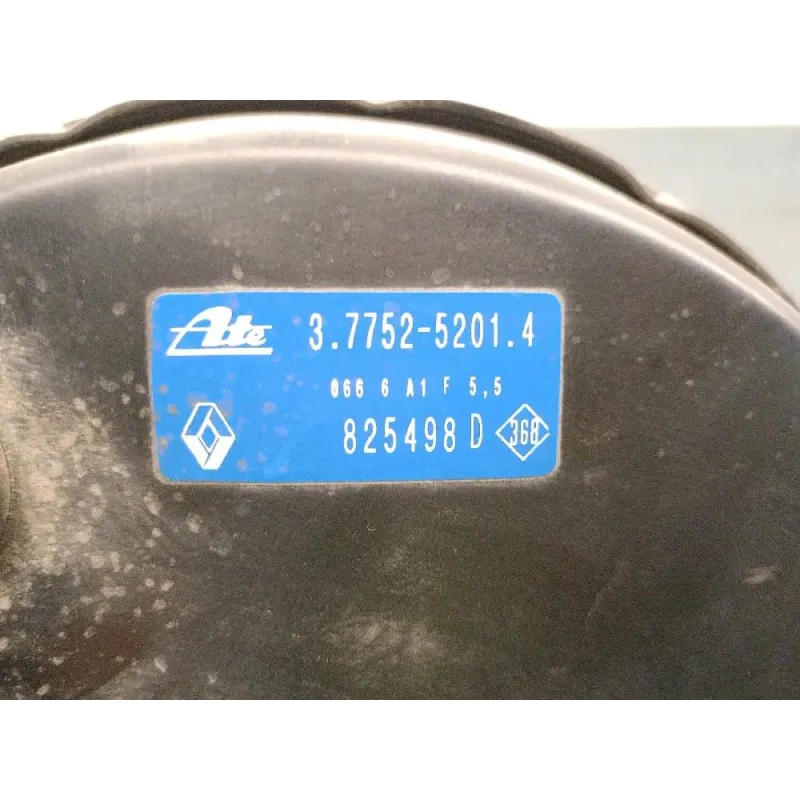 Ate 3.7752-5201.4
066 6 A1 F 5,5
825498 D 368